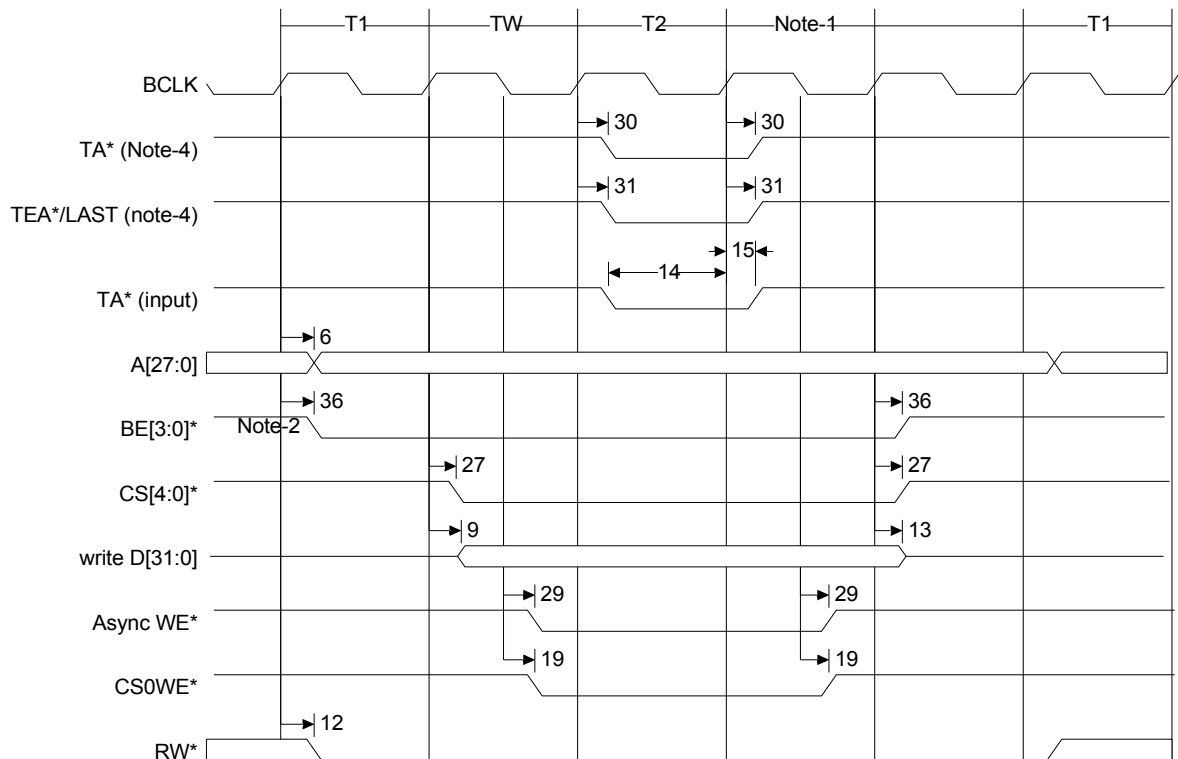 T1 TW T2 Note-1 T1
BCLK
30 30
TA* (Note-4)
31 31
TEA*/LAST (note-4)
15
14
TA* (input)
6
A[27:0]
36 36
BE[3:0]* Note-2
27 27
CS[4:0]*
9 13
write D[31:0]
29 29
Async WE*
19 19
CS0WE*
12
RW*